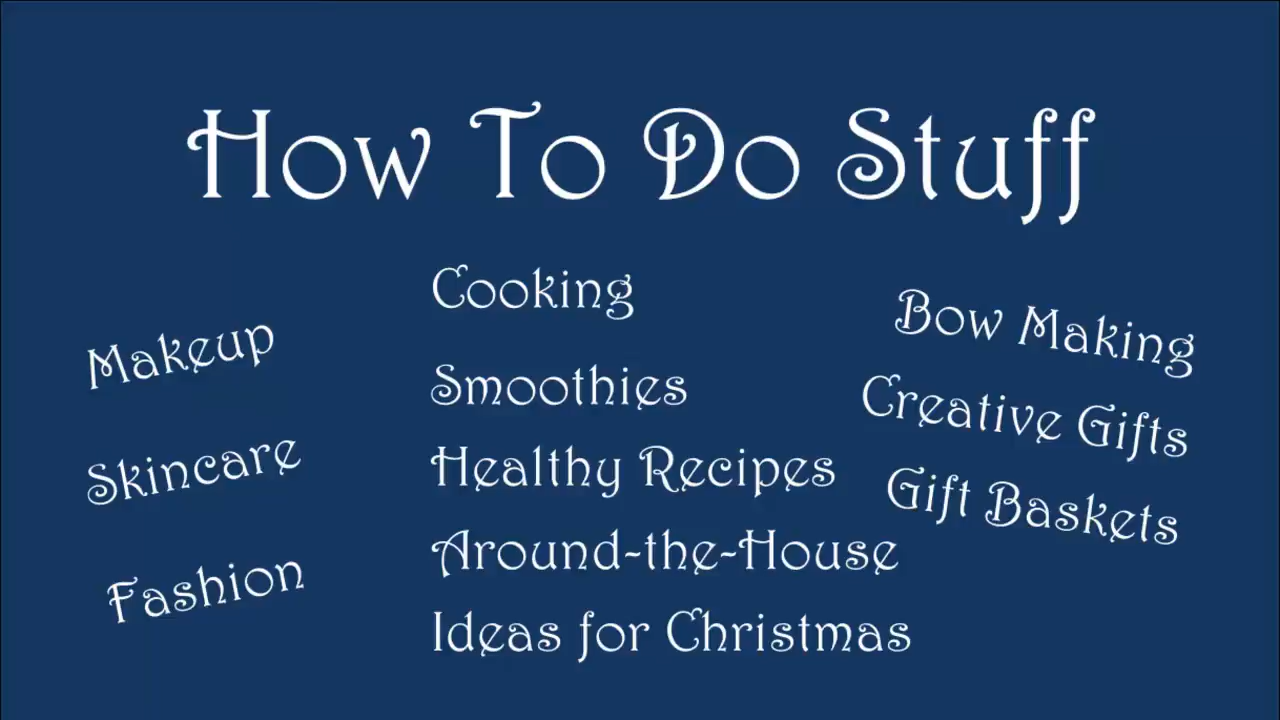 How To Do Stuff
Makeup
Skincare
Fashion
Cooking
Smoothies
Healthy Recipes
Around-the-House
Ideas for Christmas
Bow Making
Creative Gifts
Gift Baskets